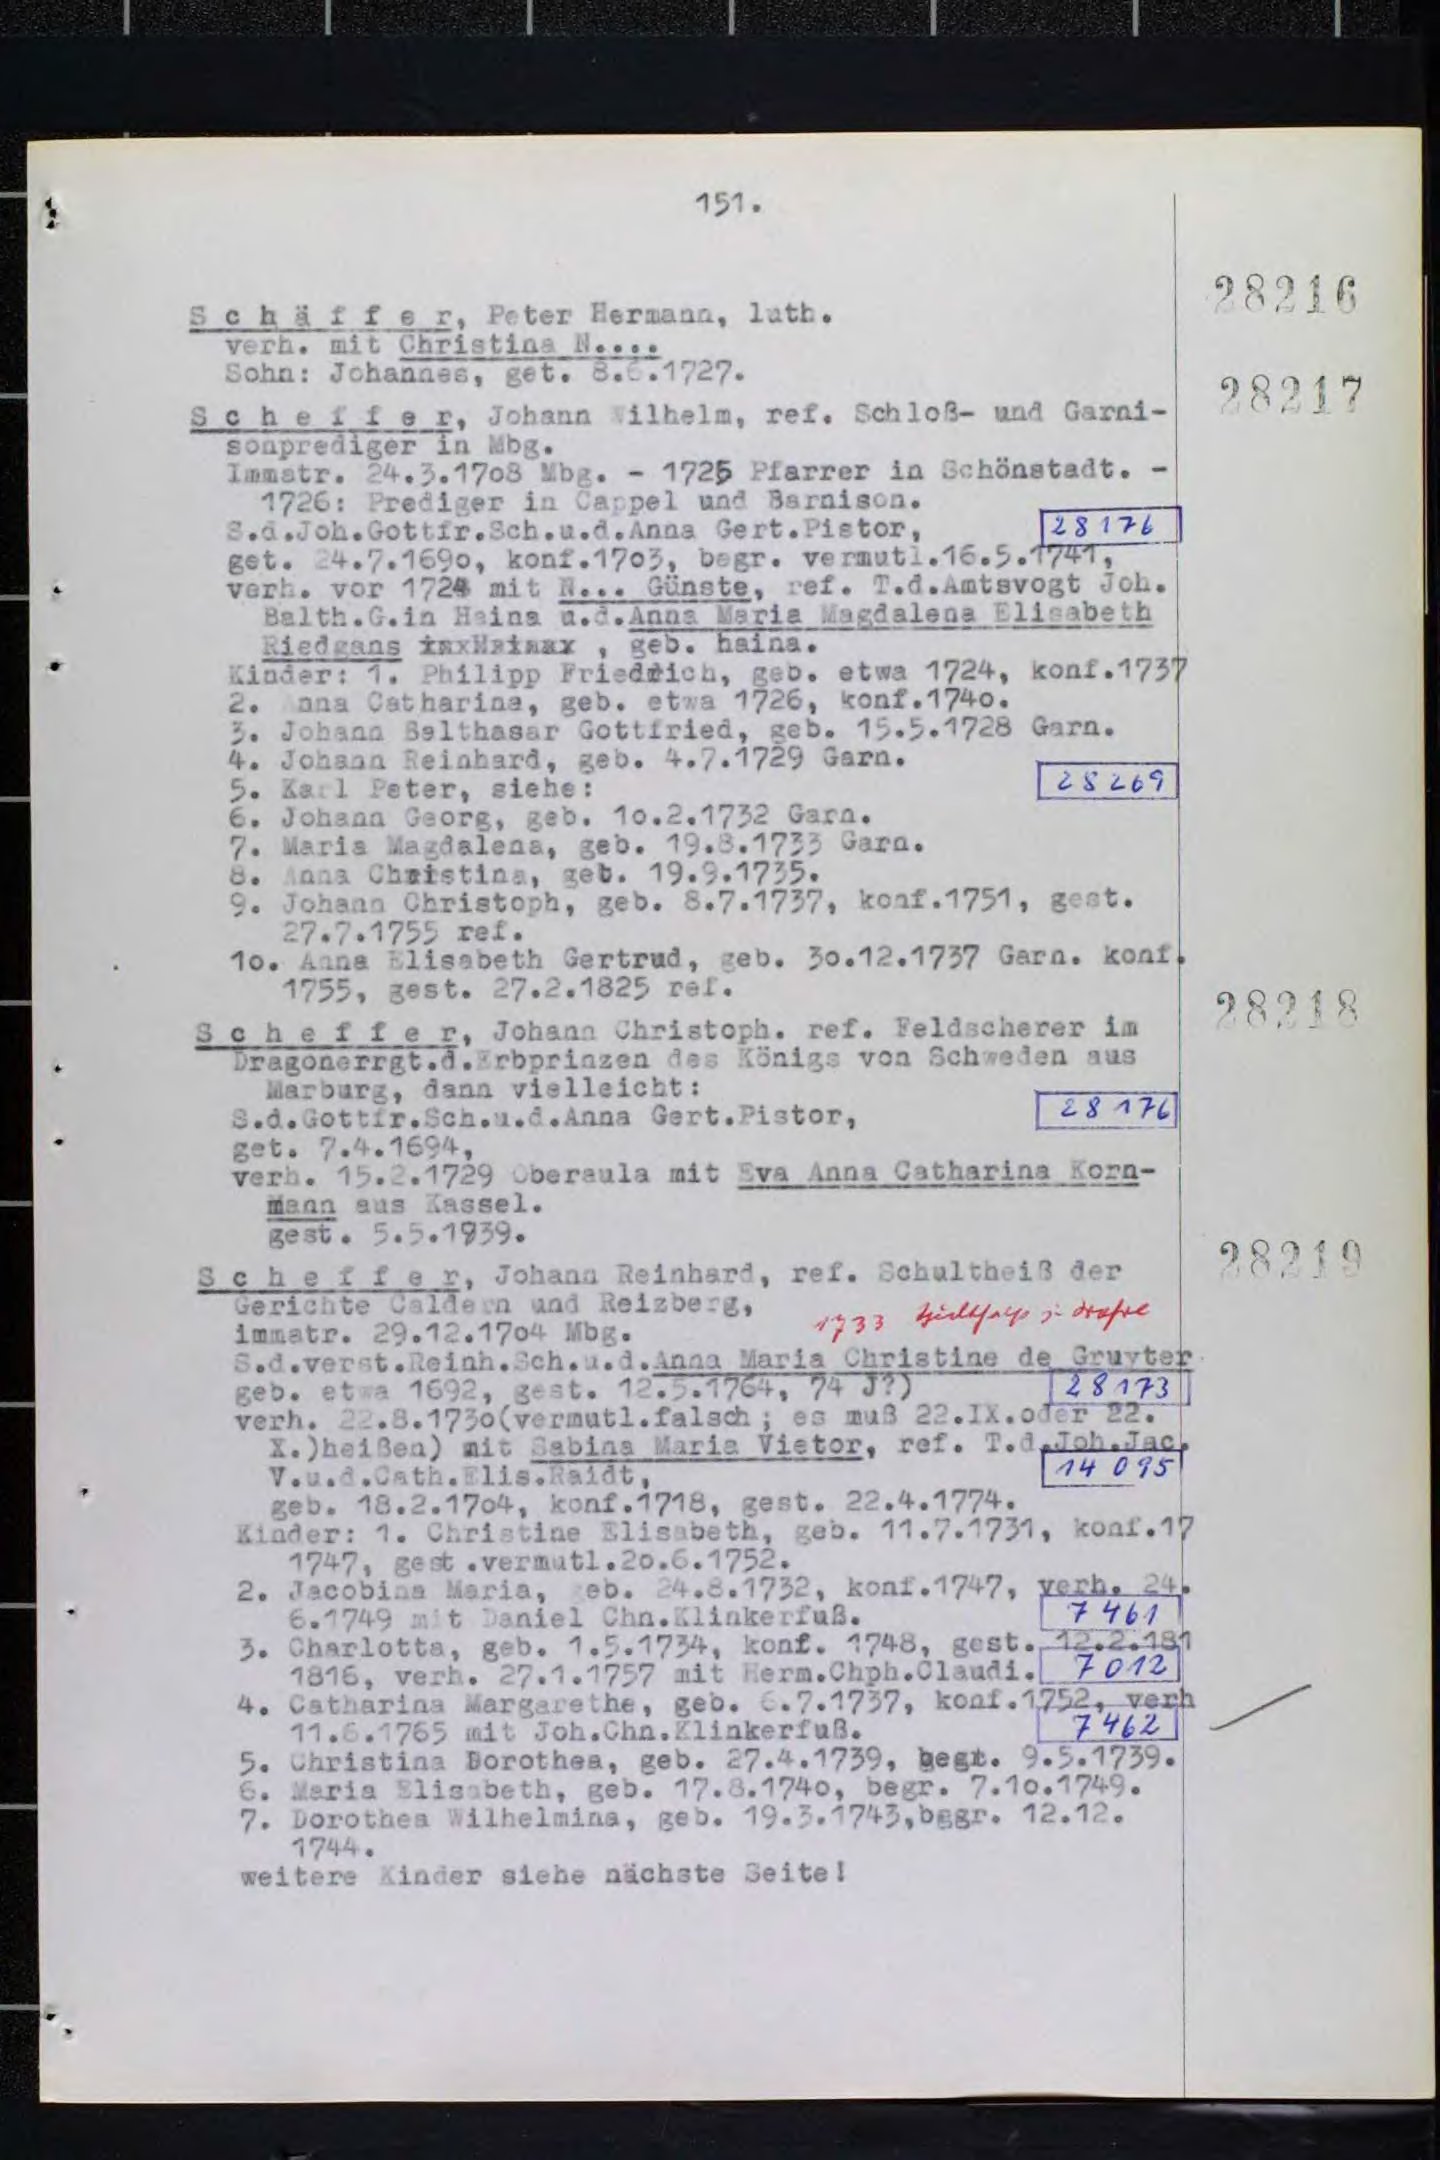 151.
28216
S c h ä f f e r, Peter Hermann, luth.
verh. mit Christina N....
Sohn: Johannes, get. 8.6.1727.
28217
S c h e f f e r, Johann Wilhelm, ref. Schloß- und Garni-
sonprediger in Mbg.
Immatr. 24.3.17o8 Mbg. - 1725 Pfarrer in Schönstadt. -
1726: Prediger in Cappel und Barnison.
S.d.Joh.Gottfr.Sch.u.d.Anna Gert.Pistor, 28176
get. 24.7.169o, konf.17o3, begr. vermutl.16.5.1741,
verh. vor 1724 mit N... Günste, ref. T.d.Amtsvogt Joh.
Balth.G.in Haina u.d.Anna Maria Magdalena Elisabeth
Riedgans , geb. haina.
Kinder: 1. Philipp Friedrich, geb. etwa 1724, konf.1737
2. Anna Catharina, geb. etwa 1726, konf.174o.
3. Johann Balthasar Gottfried, geb. 15.5.1728 Garn.
4. Johann Reinhard, geb. 4.7.1729 Garn.
5. Karl Peter, siehe: 28269
6. Johann Georg, geb. 1o.2.1732 Garn.
7. Maria Magdalena, geb. 19.8.1733 Garn.
8. Anna Christina, get. 19.9.1735.
9. Johann Christoph, geb. 8.7.1737, konf.1751, gest.
27.7.1755 ref.
1o. Anna Elisabeth Gertrud, geb. 3o.12.1737 Garn. konf.
1755, gest. 27.2.1825 ref.
28218
S c h e f f e r, Johann Christoph. ref. Feldscherer im
Dragonerrgt.d.Erbprinzen des Königs von Schweden aus
Marburg, dann vielleicht:
S.d.Gottfr.Sch.u.d.Anna Gert.Pistor, 28176
get. 7.4.1694,
verh. 15.2.1729 Oberaula mit Eva Anna Catharina Korn-
mann aus Kassel.
gest. 5.5.1739.
28219
S c h e f f e r, Johann Reinhard, ref. Schultheiß der
Gerichte Caldern und Reizberg,
1733
immatr. 29.12.17o4 Mbg.
S.d.verst.Reinh.Sch.u.d.Anna Maria Christine de Gruyter
geb. etwa 1692, gest. 12.5.1764, 74 J?) 28173
verh. 22.8.173o(vermutl.falsch; es muß 22.IX.oder 22.
X.)heißen) mit Sabina Maria Vietor, ref. T.d.Joh.Jac.
V.u.d.Cath.Elis.Raidt, 14095
geb. 18.2.17o4, konf.1718, gest. 22.4.1774.
Kinder: 1. Christine Elisabeth, geb. 11.7.1731, konf.17
1747, gest.vermutl.2o.6.1752.
2. Jacobina Maria, geb. 24.8.1732, konf.1747, verh. 24.
6.1749 mit Daniel Chn.Klinkerfuß. 7461
3. Charlotta, geb. 1.5.1734, konf. 1748, gest. 12.2.181
1816, verh. 27.1.1757 mit Herm.Chph.Claudi. 7012
4. Catharina Margarethe, geb. 6.7.1737, konf.1752, verh
11.6.1765 mit Joh.Chn.Klinkerfuß. 7462
5. Christina Dorothea, geb. 27.4.1739, begr. 9.5.1739.
6. Maria Elisabeth, geb. 17.8.174o, begr. 7.1o.1749.
7. Dorothea Wilhelmina, geb. 19.3.1743,begr. 12.12.
1744.
weitere Kinder siehe nächste Seite!